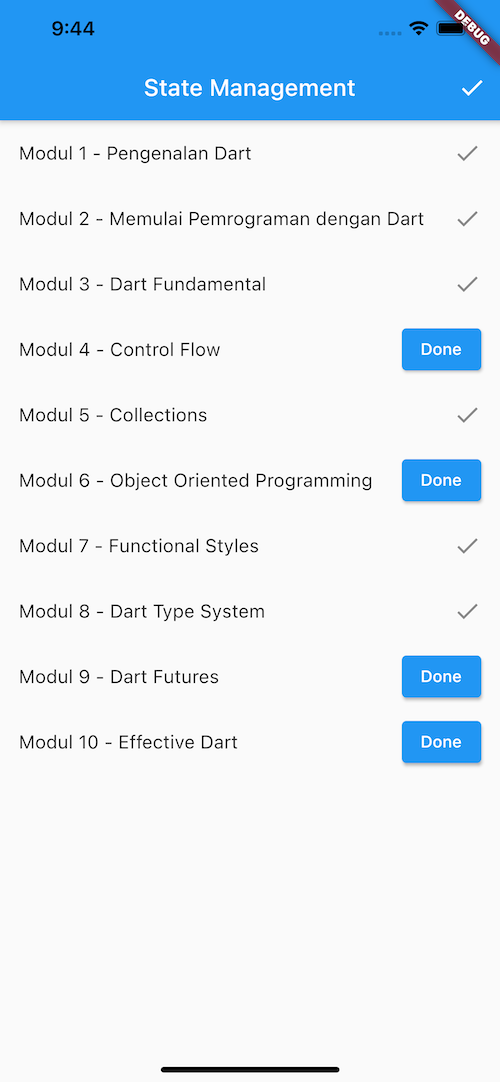 9:44
DEBUG
State Management
Modul 1 - Pengenalan Dart
Modul 2 - Memulai Pemrograman dengan Dart
Modul 3 - Dart Fundamental
Modul 4 - Control Flow
Done
Modul 5 - Collections
Modul 6 - Object Oriented Programming
Done
Modul 7 - Functional Styles
Modul 8 - Dart Type System
Modul 9 - Dart Futures
Done
Modul 10 - Effective Dart
Done